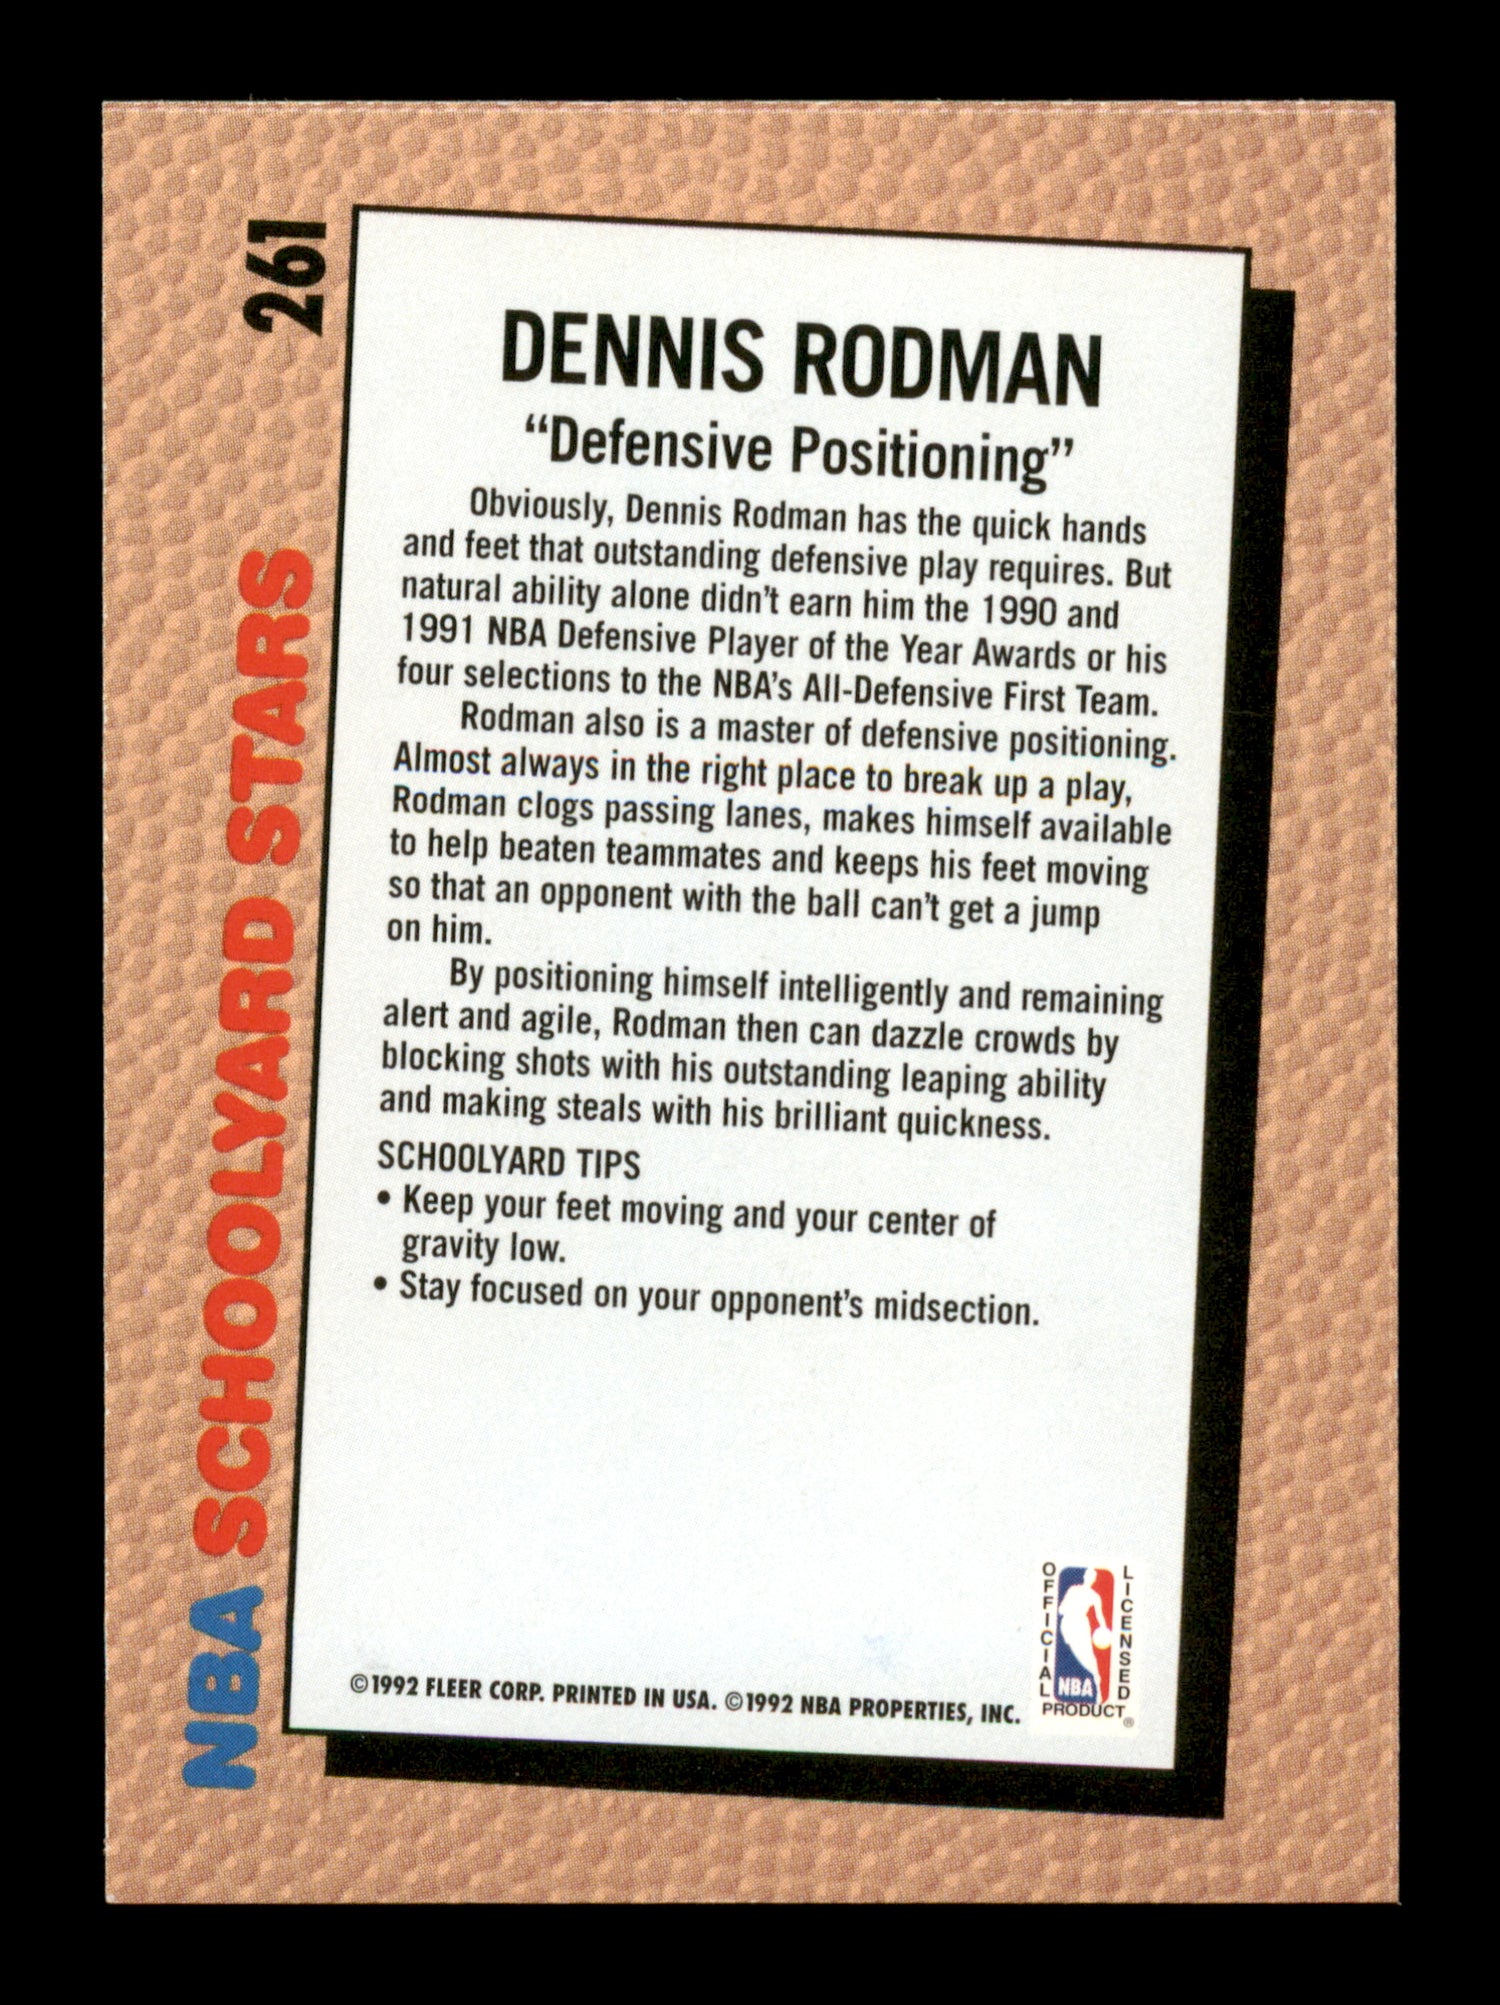 261
NBA SCHOOLYARD STARS
DENNIS RODMAN
“Defensive Positioning”
Obviously, Dennis Rodman has the quick hands
and feet that outstanding defensive play requires. But
natural ability alone didn't earn him the 1990 and
1991 NBA Defensive Player of the Year Awards or his
four selections to the NBA's All-Defensive First Team.
Rodman also is a master of defensive positioning.
Almost always in the right place to break up a play,
Rodman clogs passing lanes, makes himself available
to help beaten teammates and keeps his feet moving
so that an opponent with the ball can't get a jump
on him.
By positioning himself intelligently and remaining
alert and agile, Rodman then can dazzle crowds by
blocking shots with his outstanding leaping ability
and making steals with his brilliant quickness.
SCHOOLYARD TIPS
• Keep your feet moving and your center of
gravity low.
• Stay focused on your opponent's midsection.
©1992 FLEER CORP. PRINTED IN USA. ©1992 NBA PROPERTIES, INC.
OFFICIAL
NBA
LICENSED
PRODUCT®